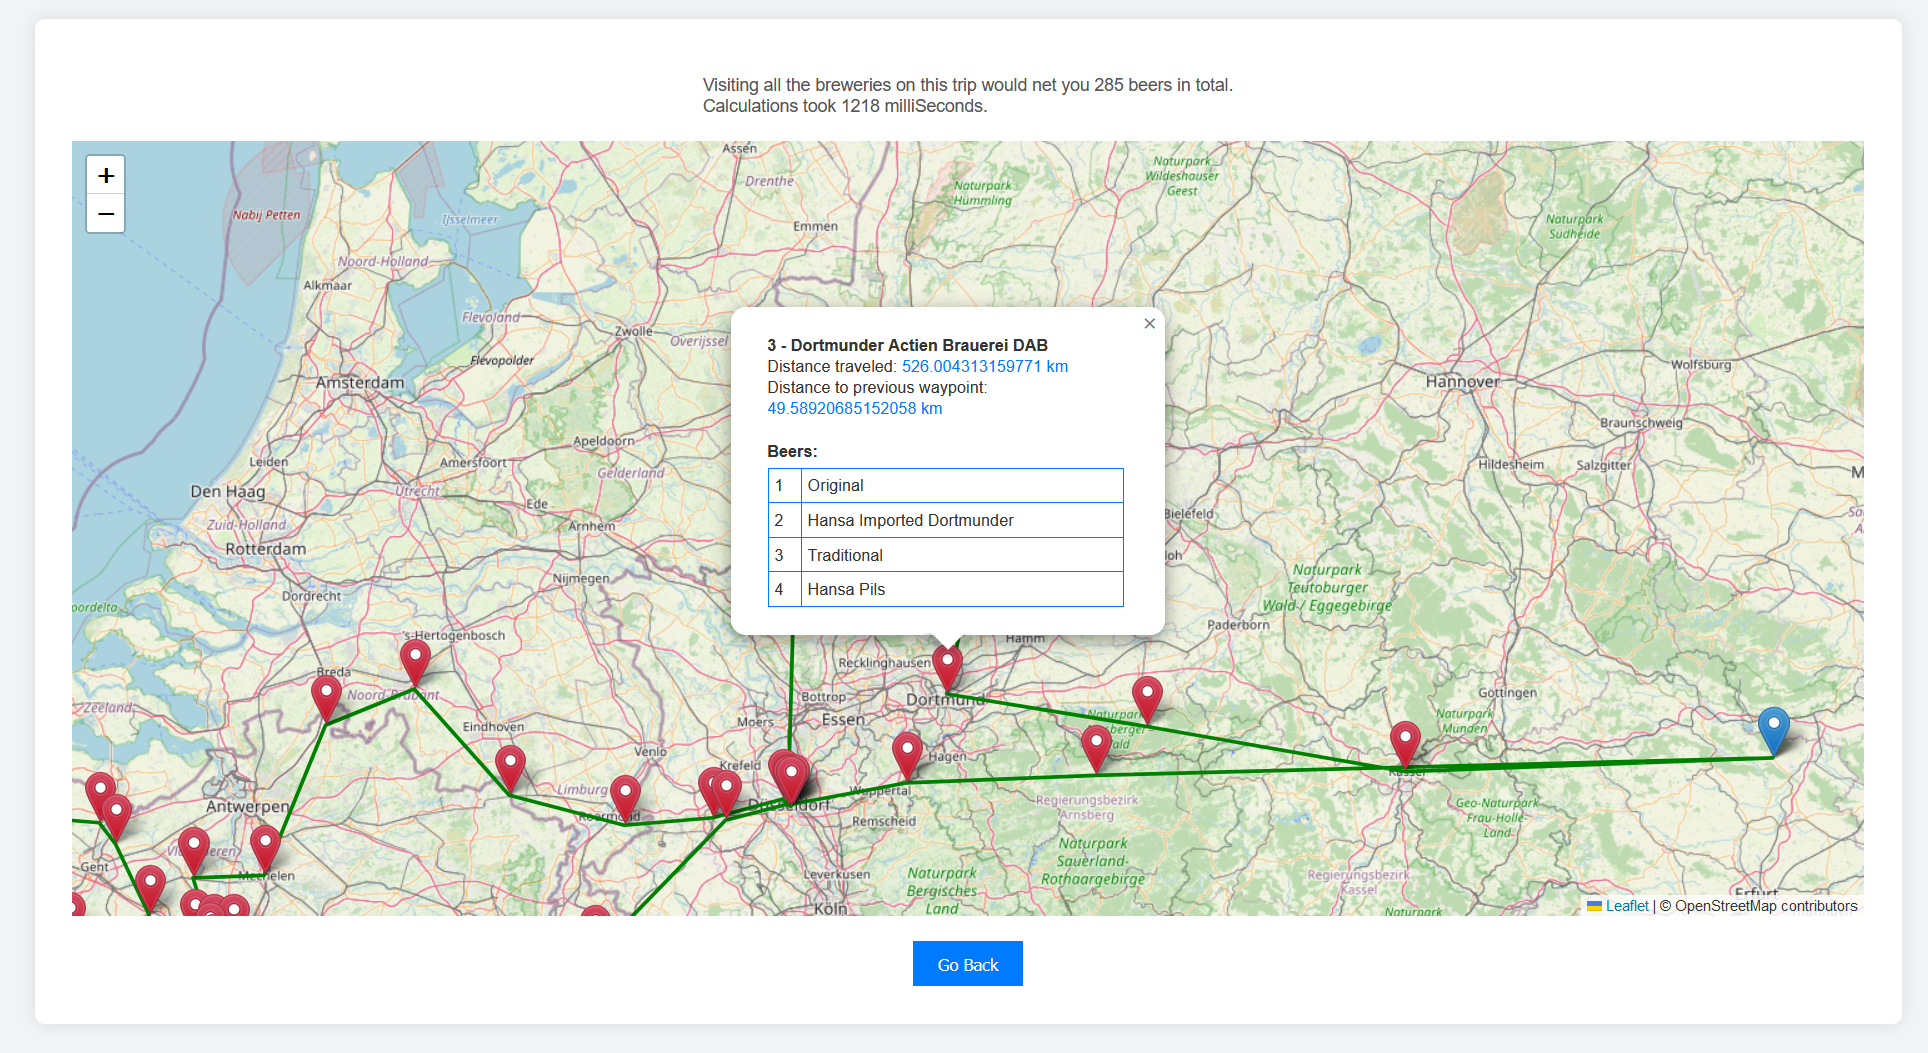 Visiting all the breweries on this trip would net you 285 beers in total.
Calculations took 1218 milliSeconds.
+
−
Assen
Drenthe
Naturpark
Hümmling
Naturpark
Wildeshauser
Geest
Nabij Petten
IJsselmeer
Emmen
Naturpark
Südheide
Noord-Holland
Alkmaar
Flevoland
Zwolle
Overijssel
Flevopolder
Wolfsburg
Amsterdam
Hannover
Braunschweig
Apeldoorn
Leiden
Amersfoort
Gelderland
Hildesheim
Salzgitter
Den Haag
Utrecht
Ede
Arnhem
Bielefeld
Zuid-Holland
Rotterdam
×
3 - Dortmunder Actien Brauerei DAB
Distance traveled: 526.004313159771 km
Distance to previous waypoint:
49.58920685152058 km
Beers:
1 Original
2 Hansa Imported Dortmunder
3 Traditional
4 Hansa Pils
Nijmegen
Dordrecht
Naturpark
Teutoburger
Wald / Eggegebirge
Paderborn
's-Hertogenbosch
Hamm
Breda
Noord-Brabant
Recklinghausen
Bottrop
Dortmund
Göttingen
Zeeland
Eindhoven
Moers
Essen
Naturpark
Naturpark
Münden
Venlo
Krefeld
Hagen
Kassel
Antwerpen
Limburg
Roermond
Düsseldorf
Wuppertal
Remscheid
Regierungsbezirk
Arnsberg
Geo-Naturpark
Frau-Holle-
Land
Gent
Mechelen
Leverkusen
Naturpark
Bergisches
Land
Naturpark
Sauerland-
Rothaargebirge
Regierungsbezirk
Kassel
Köln
Naturpark
Erfurt
Leaflet | © OpenStreetMap contributors
Go Back